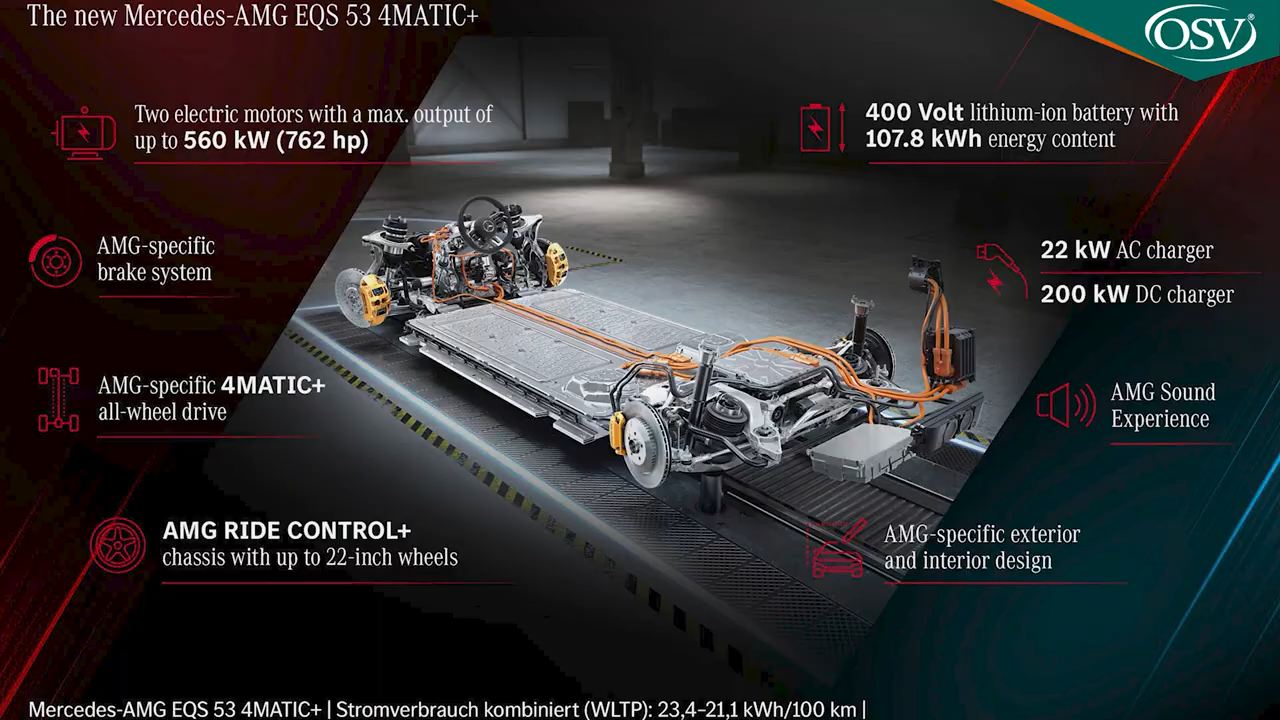 The new Mercedes-AMG EQS 53 4MATIC+
OSV®
Two electric motors with a max. output of
up to 560 kW (762 hp)
400 Volt lithium-ion battery with
107.8 kWh energy content
AMG-specific
brake system
22 kW AC charger
200 kW DC charger
AMG-specific 4MATIC+
all-wheel drive
AMG Sound
Experience
AMG RIDE CONTROL+
chassis with up to 22-inch wheels
AMG-specific exterior
and interior design
Mercedes-AMG EQS 53 4MATIC+ | Stromverbrauch kombiniert (WLTP): 23,4–21,1 kWh/100 km |